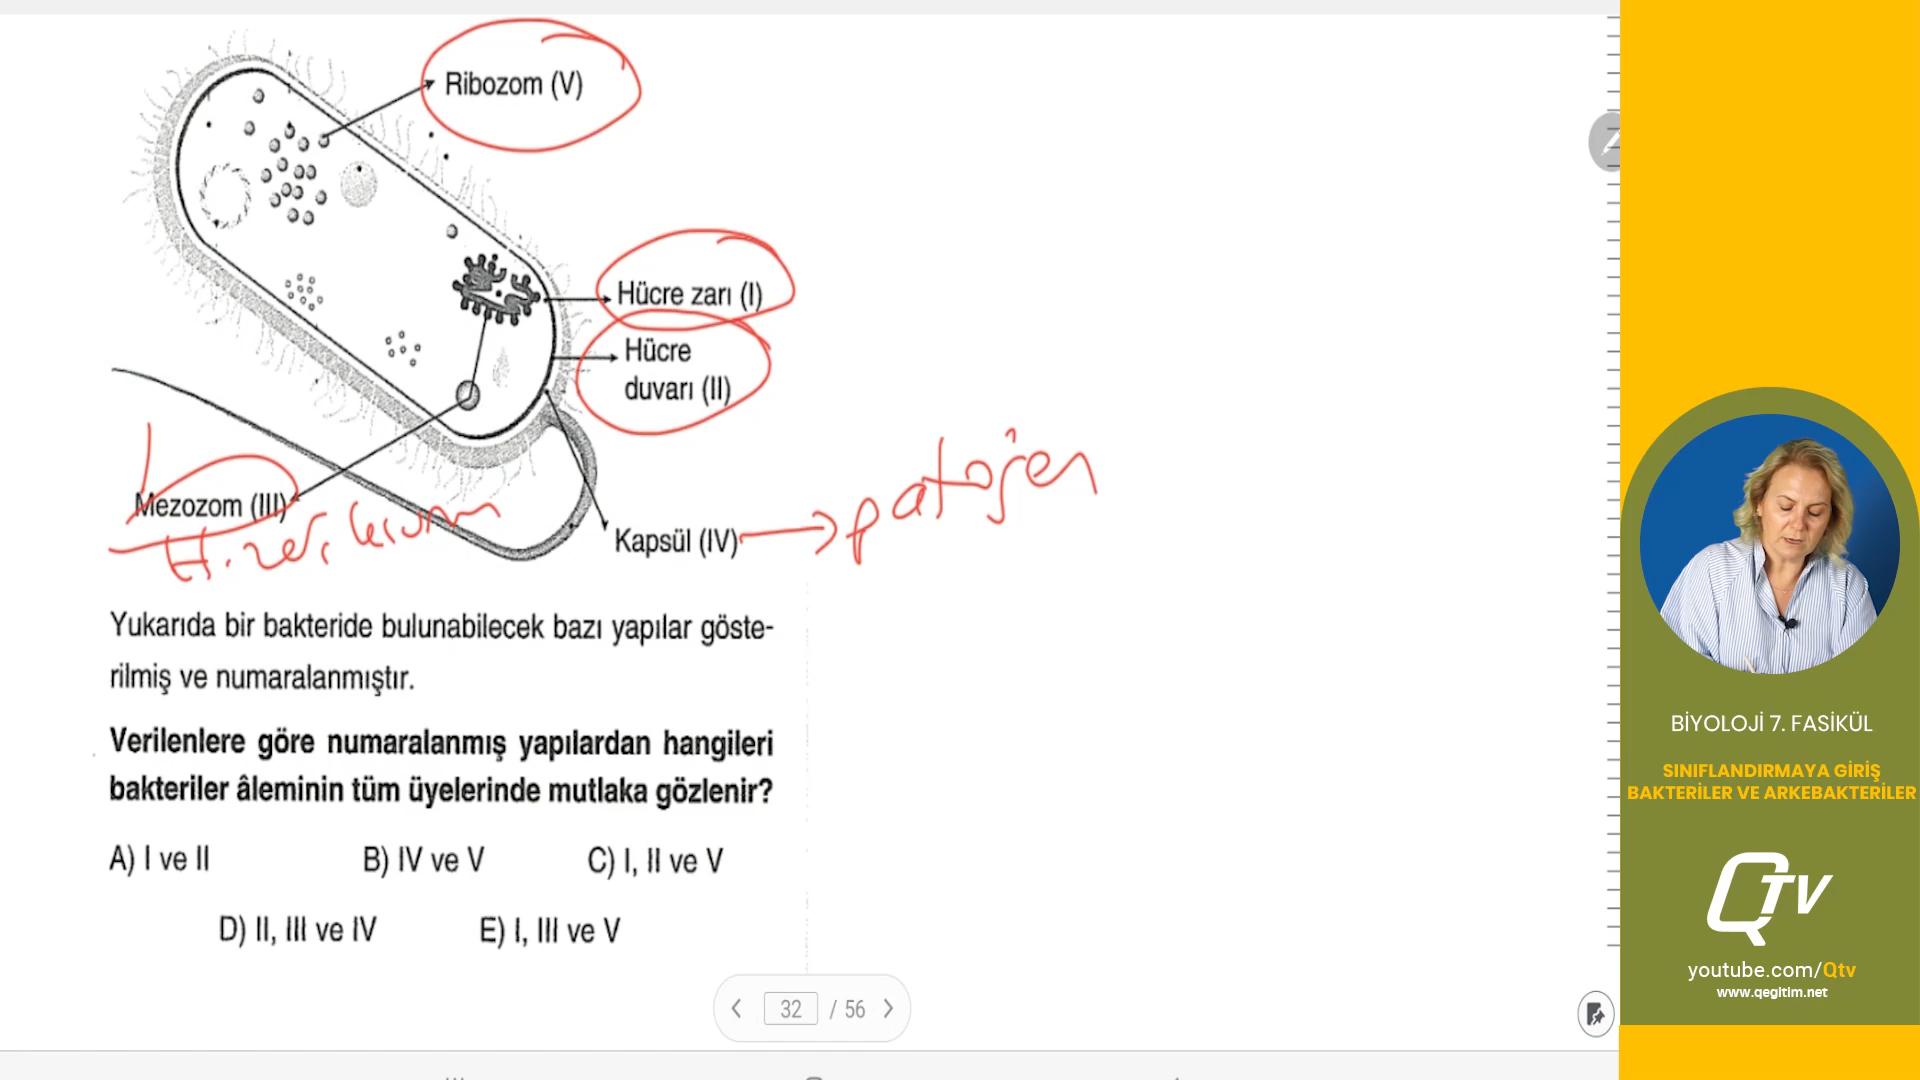 Ribozom (V)
Hücre zarı (I)
Hücre
duvarı (II)
patojen
Mezozom (III)
Kapsül (IV)
Yukarıda bir bakteride bulunabilecek bazı yapılar göste-
rilmiş ve numaralanmıştır.
Verilenlere göre numaralanmış yapılardan hangileri
bakteriler âleminin tüm üyelerinde mutlaka gözlenir?
A) I ve II
B) IV ve V
C) I, II ve V
D) II, III ve IV
E) I, III ve V
32 / 56
BİYOLOJİ 7. FASİKÜL
SINIFLANDIRMAYA GİRİŞ
BAKTERİLER VE ARKEBAKTERİLER
QTV
youtube.com/Qtv
www.qegitim.net